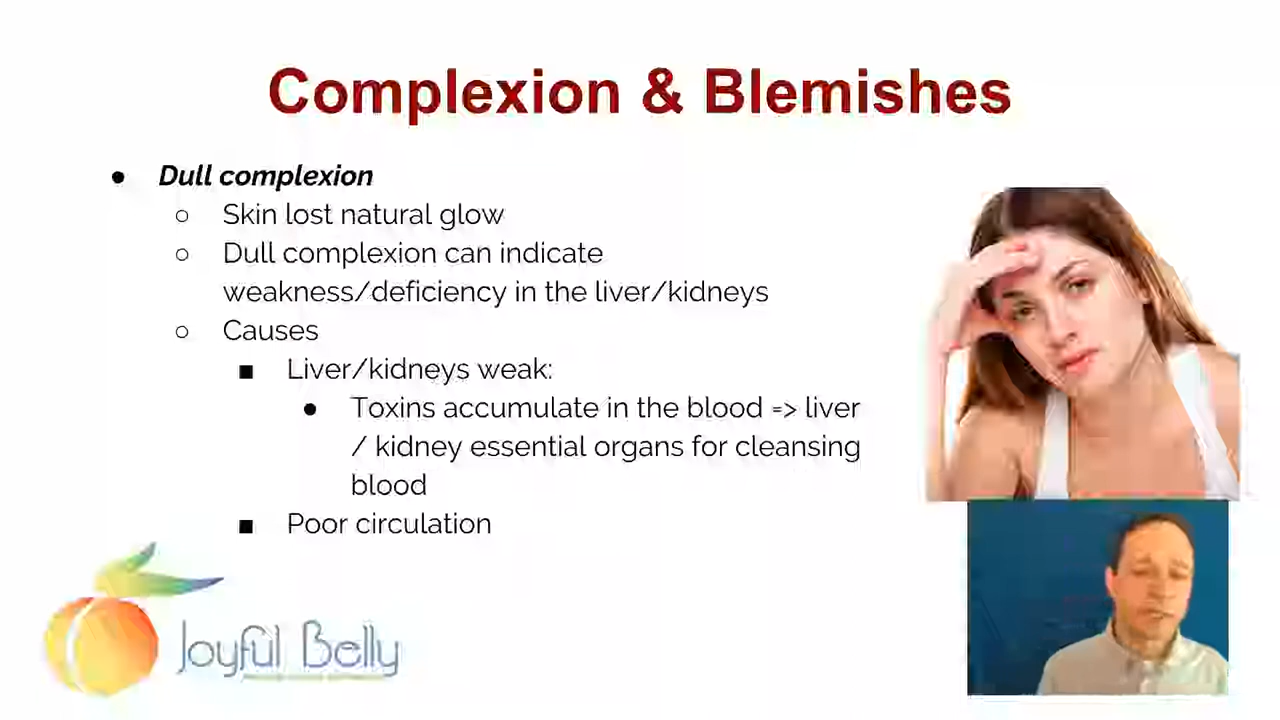 Complexion & Blemishes
● Dull complexion
○ Skin lost natural glow
○ Dull complexion can indicate
weakness/deficiency in the liver/kidneys
○ Causes
■ Liver/kidneys weak:
● Toxins accumulate in the blood => liver
/ kidney essential organs for cleansing
blood
■ Poor circulation
Joyful Belly